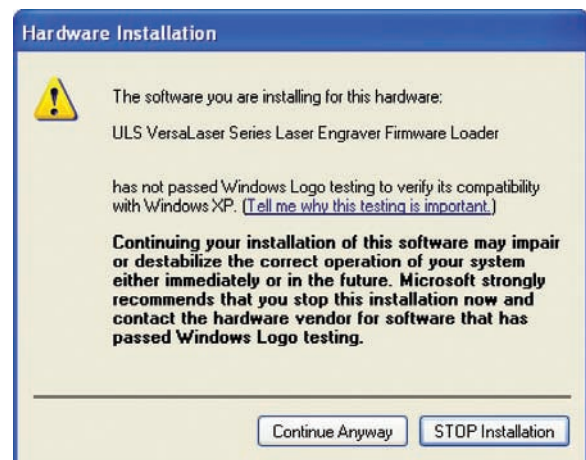 Hardware Installation
The software you are installing for this hardware:
ULS VersaLaser Series Laser Engraver Firmware Loader
has not passed Windows Logo testing to verify its compatibility
with Windows XP. (Tell me why this testing is important.)
Continuing your installation of this software may impair
or destabilize the correct operation of your system
either immediately or in the future. Microsoft strongly
recommends that you stop this installation now and
contact the hardware vendor for software that has
passed Windows Logo testing.
Continue Anyway
STOP Installation